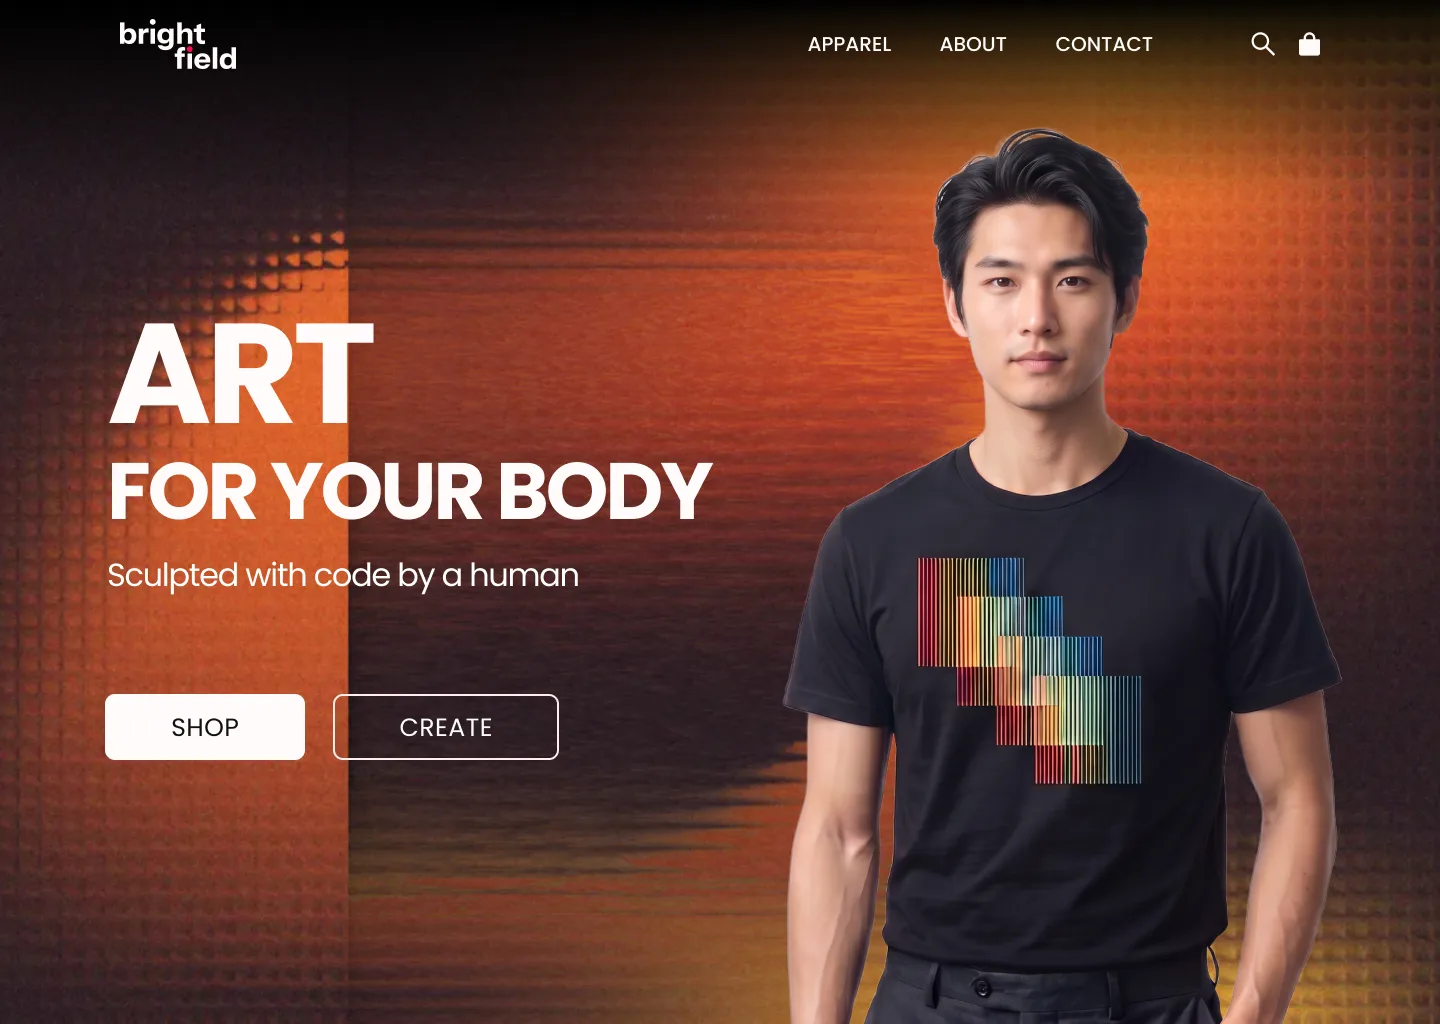 bright
field
APPAREL
ABOUT
CONTACT
ART
FOR YOUR BODY
Sculpted with code by a human
SHOP
CREATE